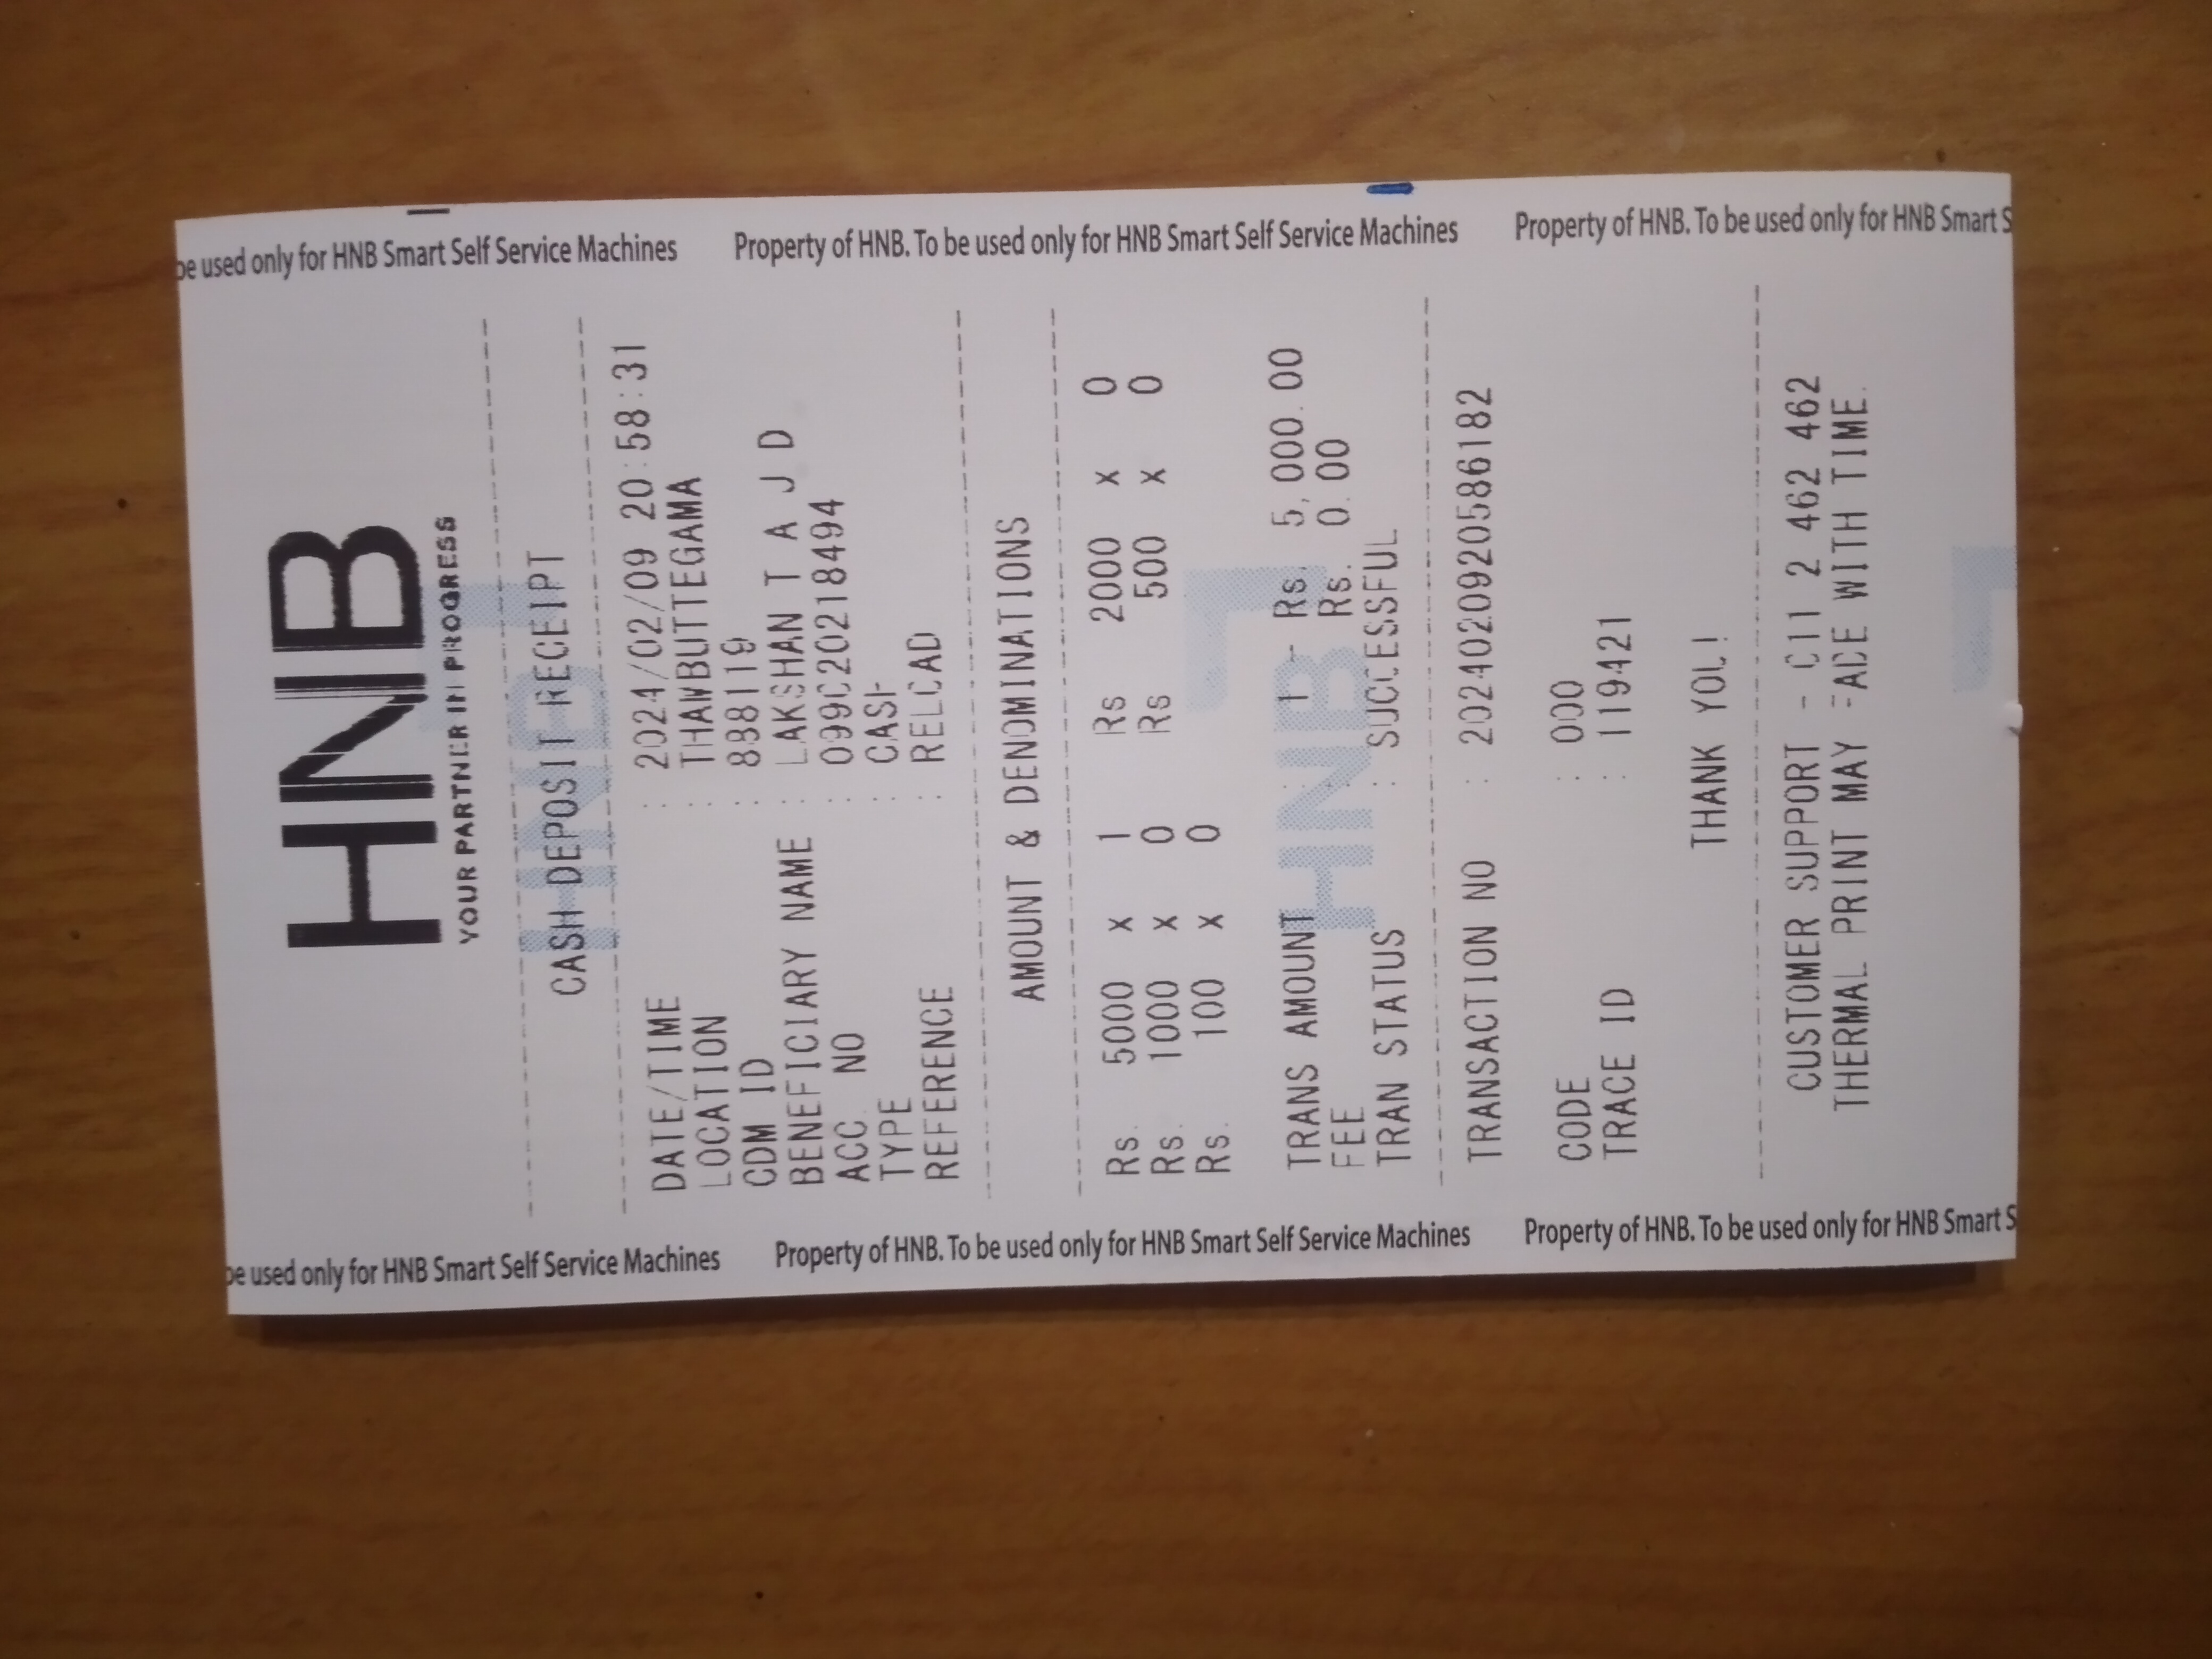 HNB
YOUR PARTNER IN PROGRESS
CASH DEPOSIT RECEIPT
DATE/TIME : 2024/02/09 20:58:31
LOCATION : THAMBUTTEGAMA
CDM ID : 888119
BENEFICIARY NAME : LAKSHAN T A J D
ACC NO : 099020218494
TYPE : CASH
REFERENCE : RELOAD
AMOUNT & DENOMINATIONS
Rs. 5000 x 1 Rs 2000 x 0
Rs. 1000 x 0 Rs 500 x 0
Rs. 100 x 0
TRANS AMOUNT : 1 - Rs. 5,000.00
FEE : Rs. 0.00
TRAN STATUS : SUCCESSFUL
TRANSACTION NO : 2024020920586182
CODE : 000
TRACE ID : 119421
THANK YOU!
CUSTOMER SUPPORT - 011 2 462 462
THERMAL PRINT MAY FADE WITH TIME.
be used only for HNB Smart Self Service Machines Property of HNB. To be used only for HNB Smart Self Service Machines Property of HNB. To be used only for HNB Smart S
be used only for HNB Smart Self Service Machines Property of HNB. To be used only for HNB Smart Self Service Machines Property of HNB. To be used only for HNB Smart S
HNB
HNB